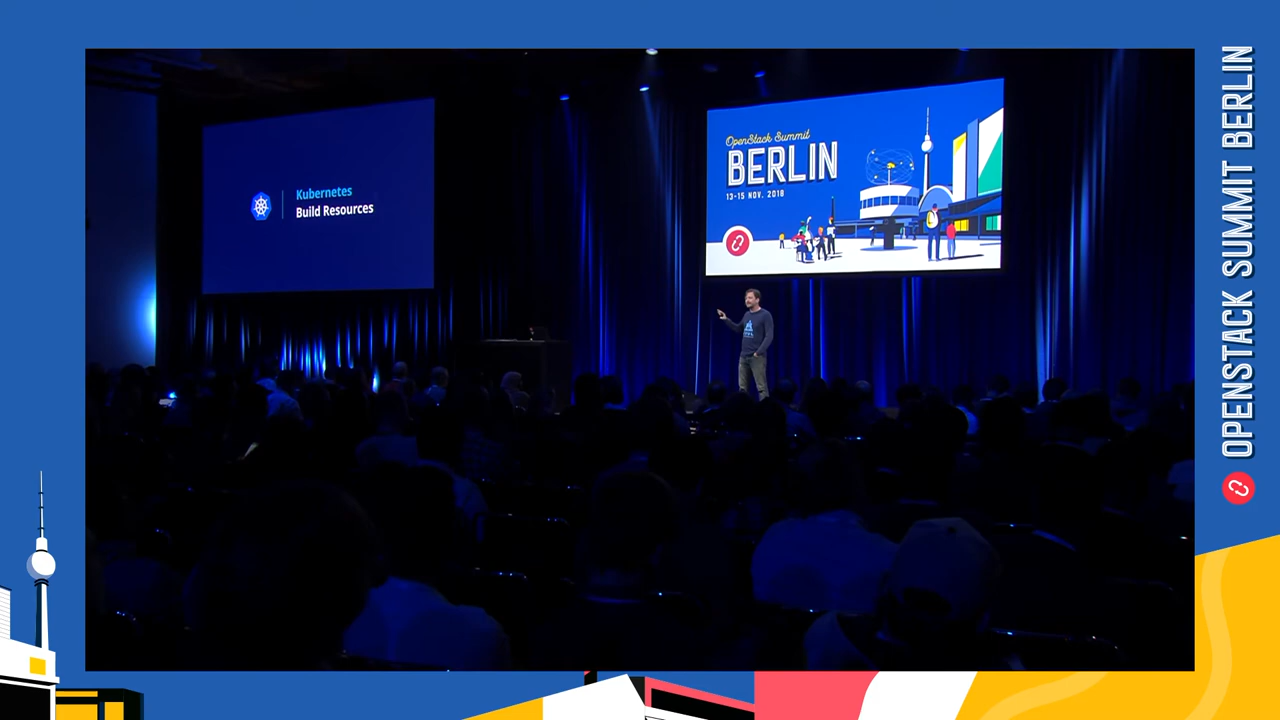 Kubernetes
Build Resources
OpenStack Summit
BERLIN
13-15 NOV. 2018
OPENSTACK SUMMIT BERLIN